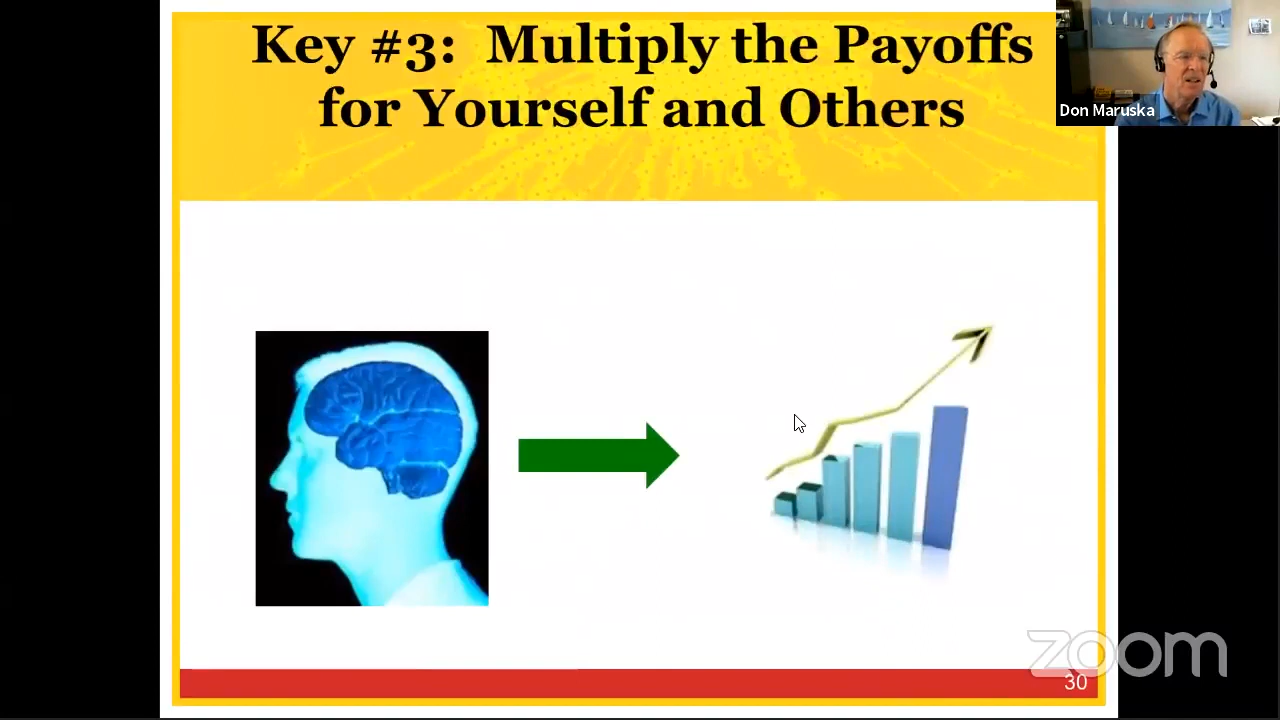 Key #3: Multiply the Payoffs
for Yourself and Others
Don Maruska
zoom
30